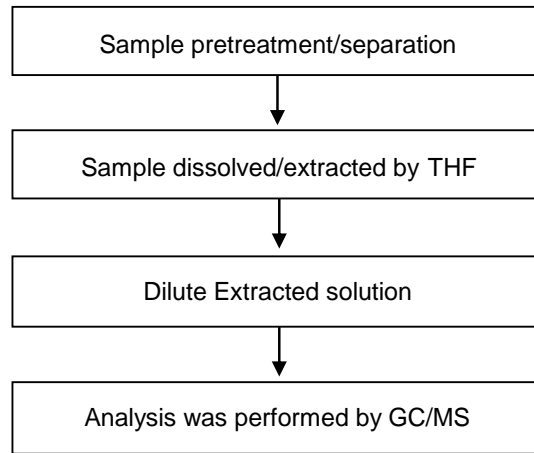 Sample pretreatment/separation
Sample dissolved/extracted by THF
Dilute Extracted solution
Analysis was performed by GC/MS